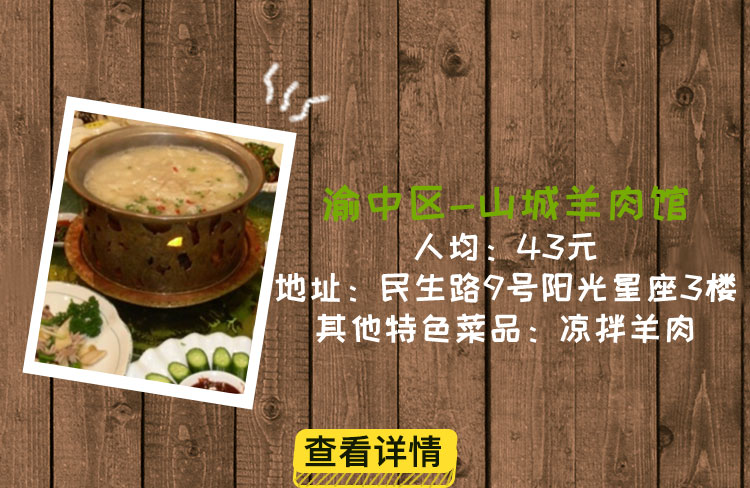 渝中区-山城羊肉馆
人均：43元
地址：民生路9号阳光星座3楼
其他特色菜品：凉拌羊肉
查看详情